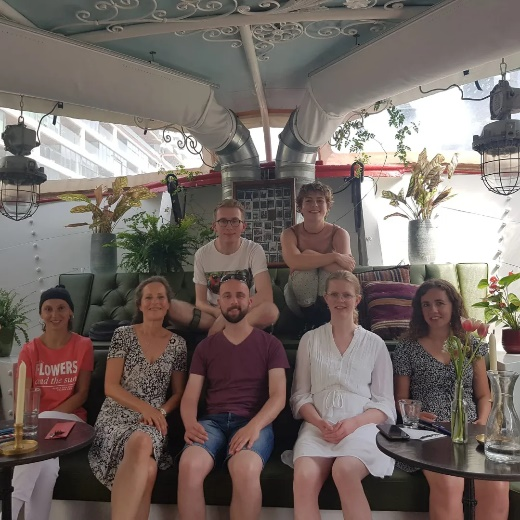 FLOWERS
and the sun